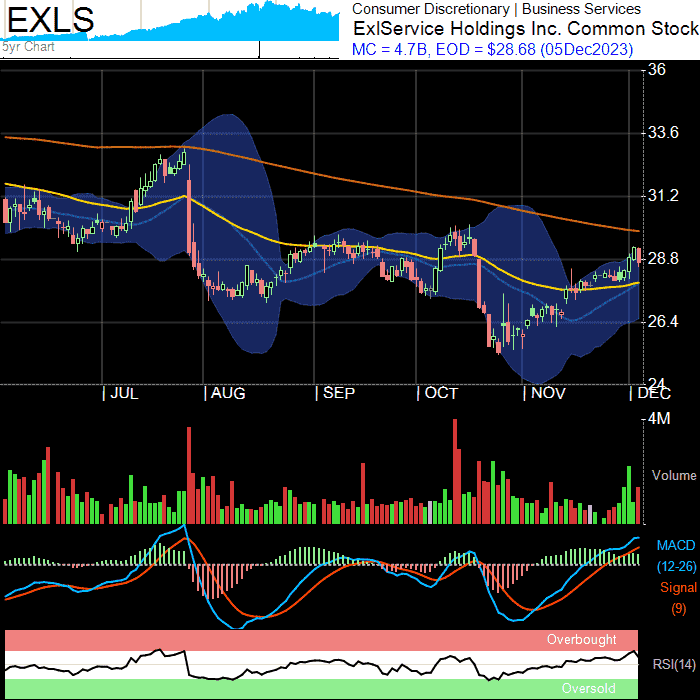 EXLS
5yr Chart
Consumer Discretionary | Business Services
ExlService Holdings Inc. Common Stock
MC = 4.7B, EOD = $28.68 (05Dec2023)
36
33.6
31.2
28.8
26.4
24
| JUL | AUG | SEP | OCT | NOV | DEC
4M
Volume
MACD
(12-26)
Signal
(9)
Overbought
RSI(14)
Oversold